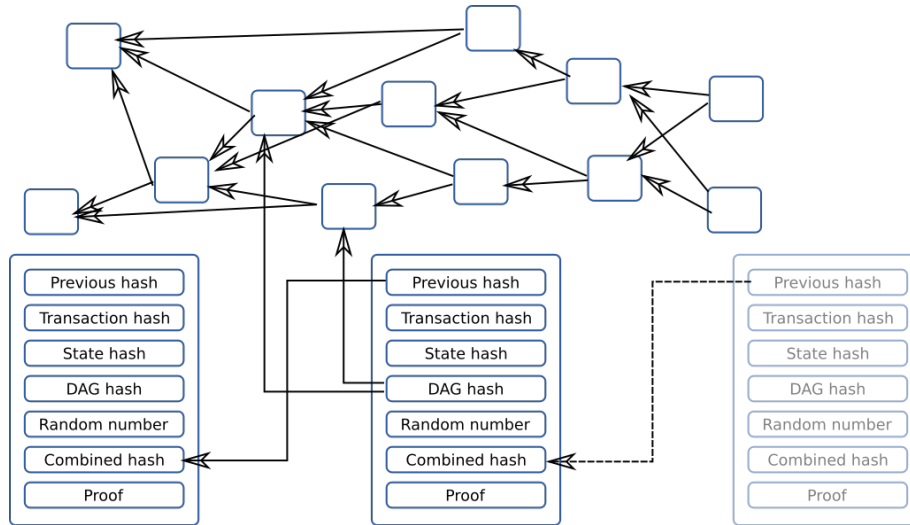 Previous hash
Transaction hash
State hash
DAG hash
Random number
Combined hash
Proof
Previous hash
Transaction hash
State hash
DAG hash
Random number
Combined hash
Proof
Previous hash
Transaction hash
State hash
DAG hash
Random number
Combined hash
Proof